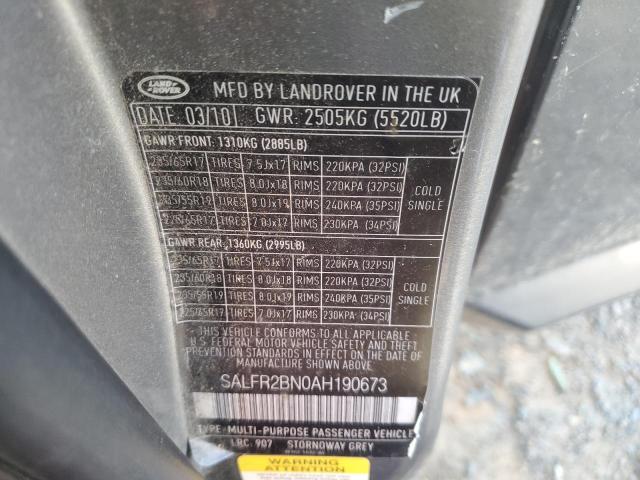 LAND ROVER
MFD BY LANDROVER IN THE UK
DATE: 03/10 GWR: 2505KG (5520LB)
GAWR FRONT: 1310KG (2885LB)
235/65R17 TIRES 7.5Jx17 RIMS 220KPA (32PSI)
235/60R18 TIRES 8.0Jx18 RIMS 220KPA (32PSI)
235/55R19 TIRES 8.0Jx19 RIMS 240KPA (35PSI)
225/65R17 TIRES 7.0Jx17 RIMS 230KPA (34PSI)
COLD
SINGLE
GAWR REAR: 1360KG (2995LB)
235/65R17 TIRES 7.5Jx17 RIMS 220KPA (32PSI)
235/60R18 TIRES 8.0Jx18 RIMS 220KPA (32PSI)
235/55R19 TIRES 8.0Jx19 RIMS 240KPA (35PSI)
225/65R17 TIRES 7.0Jx17 RIMS 230KPA (34PSI)
COLD
SINGLE
THIS VEHICLE CONFORMS TO ALL APPLICABLE
U.S FEDERAL MOTOR VEHICLE SAFETY AND THEFT
PREVENTION STANDARDS IN EFFECT ON THE DATE OF
MANUFACTURE SHOWN ABOVE.
SALFR2BN0AH190673
TYPE: MULTI-PURPOSE PASSENGER VEHICLE
LRC. 907 STORNOWAY GREY
WARNING
ATTENTION